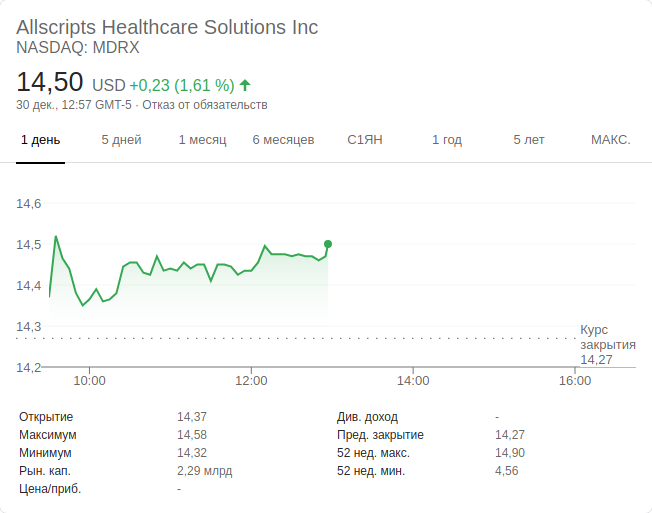 Allscripts Healthcare Solutions Inc
NASDAQ: MDRX
14,50 USD +0,23 (1,61 %)
30 дек., 12:57 GMT-5 · Отказ от обязательств
1 день 5 дней 1 месяц 6 месяцев С1ЯН 1 год 5 лет МАКС.
14,6
14,5
14,4
14,3
14,2
Курс
закрытия
14,27
10:00 12:00 14:00 16:00
Открытие 14,37 Див. доход -
Максимум 14,58 Пред. закрытие 14,27
Минимум 14,32 52 нед. макс. 14,90
Рын. кап. 2,29 млрд 52 нед. мин. 4,56
Цена/приб. -